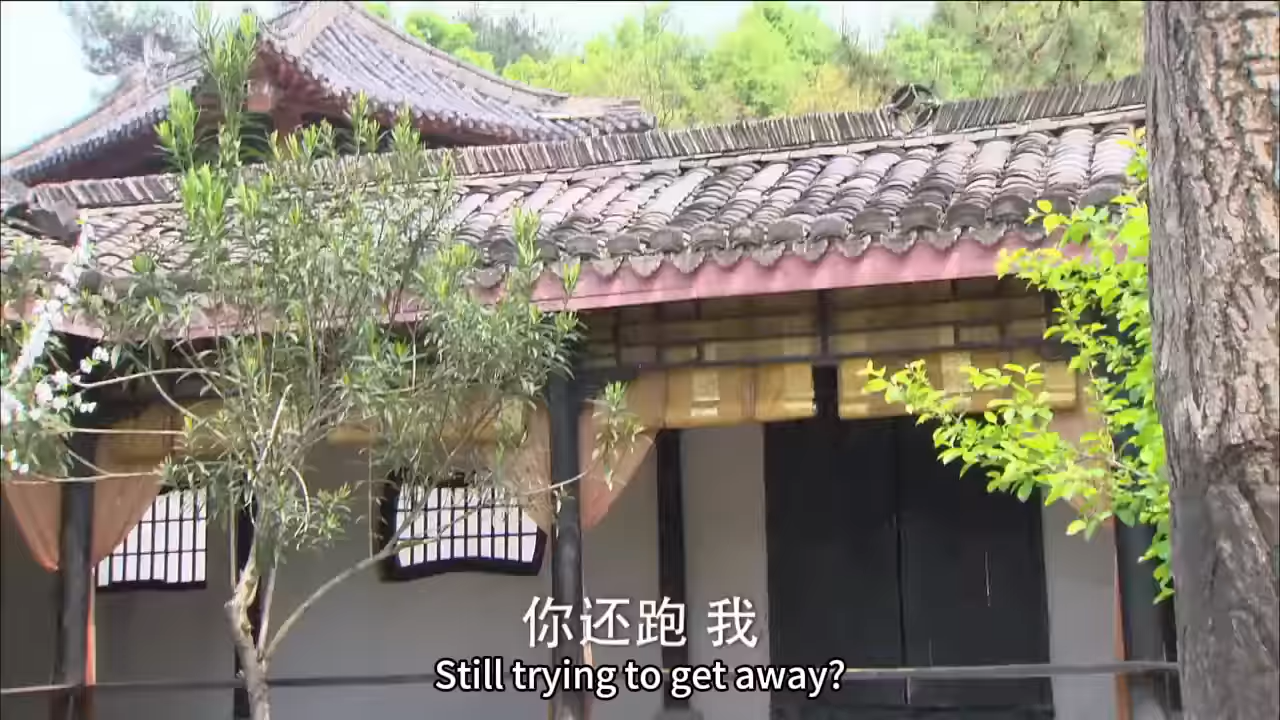 你还跑 我
Still trying to get away?